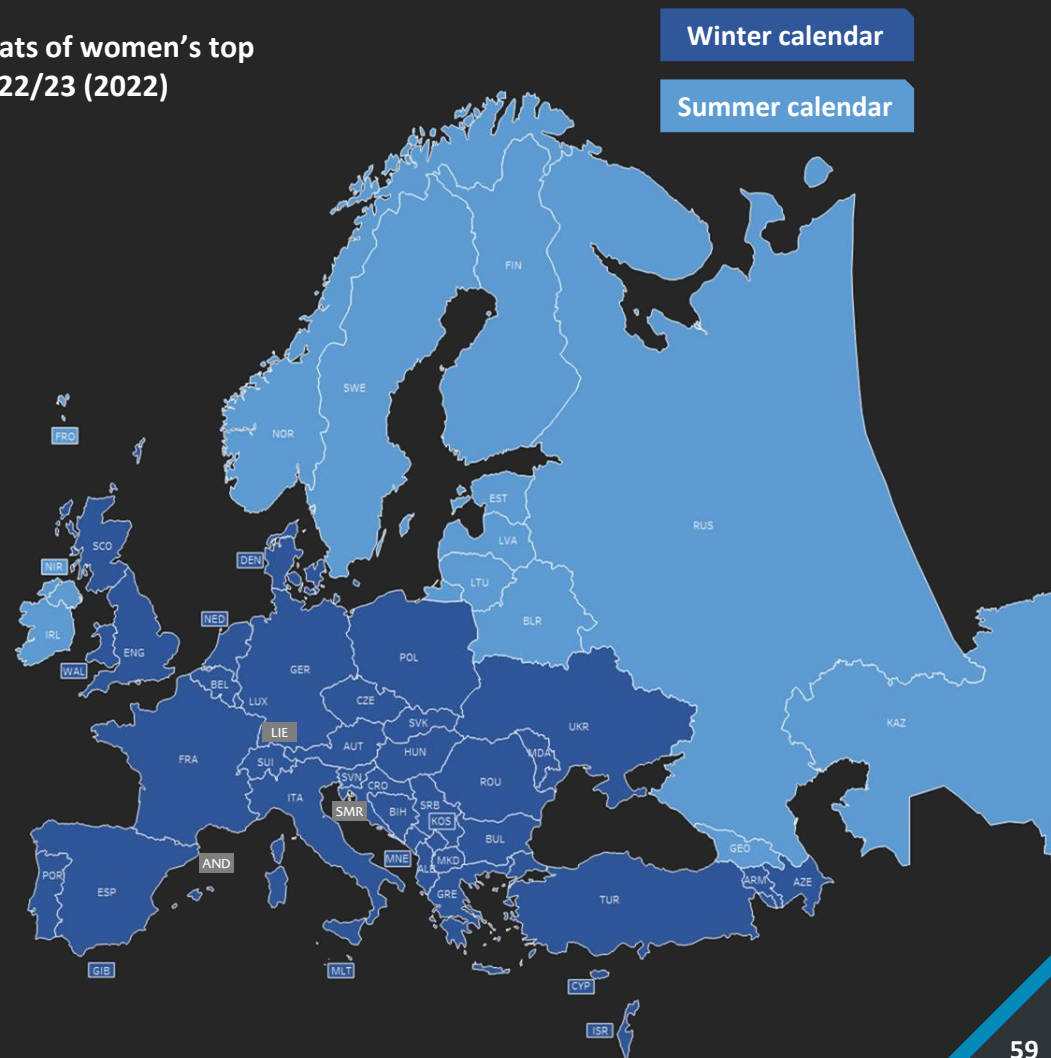 ats of women’s top
22/23 (2022)
Winter calendar
Summer calendar
FIN
SWE
NOR
FRO
RUS
EST
LVA
LTU
BLR
SCO
NIR
IRL
ENG
WAL
DEN
NED
BEL
LUX
GER
POL
CZE
SVK
UKR
LIE
AUT
HUN
MDA
KAZ
FRA
SUI
ITA
SVN
CRO
ROU
SMR
BIH
SRB
KOS
BUL
GEO
AND
MNE
ALB
MKD
ARM
AZE
POR
ESP
GRE
TUR
GIB
MLT
CYP
ISR
59